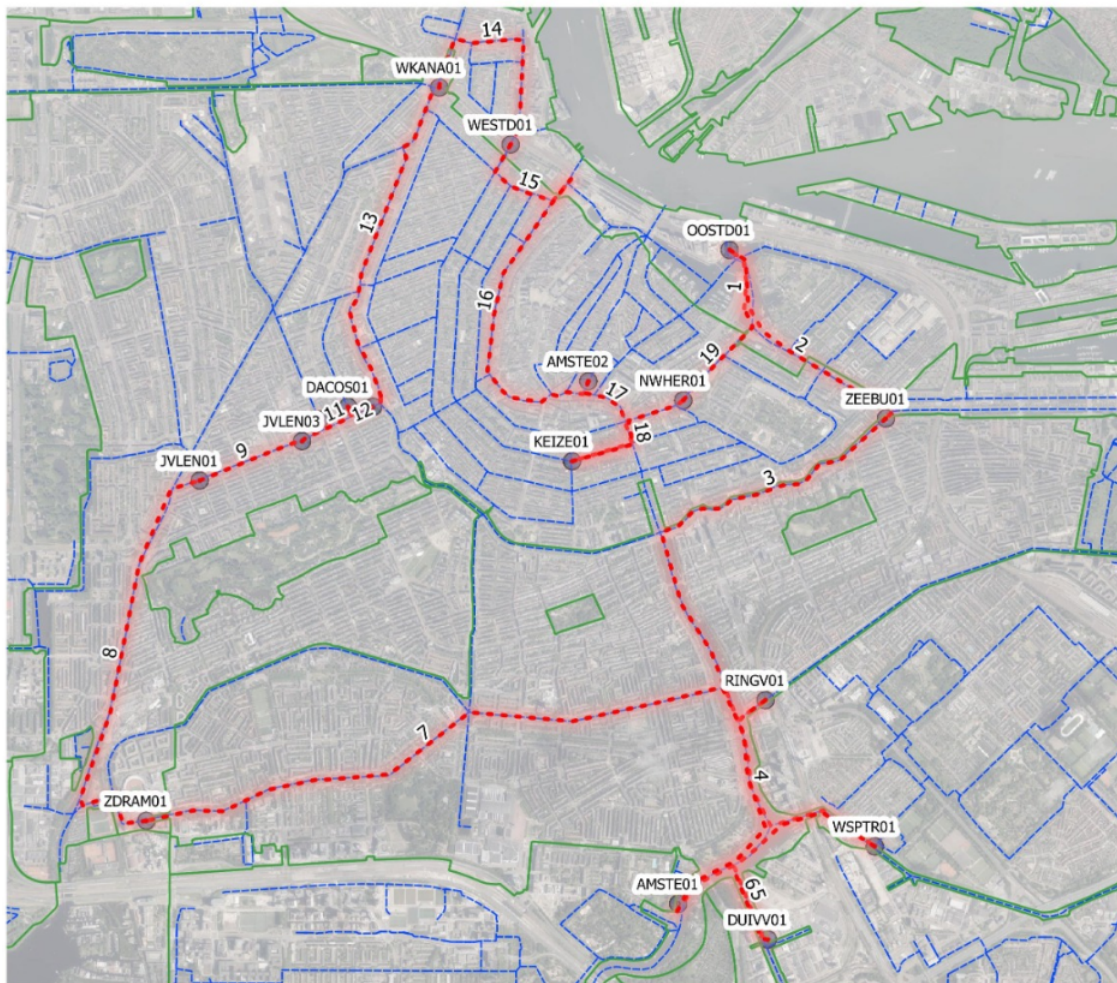 14
WKANA01
WESTD01
15
13
OOSTD01
1
16
2
AMSTE02
19
DACOS01
17
NWHER01
ZEEBU01
11
12
JVLEN03
18
KEIZE01
9
JVLEN01
3
8
RINGV01
7
4
ZDRAM01
WSPTR01
AMSTE01
65
DUIVV01